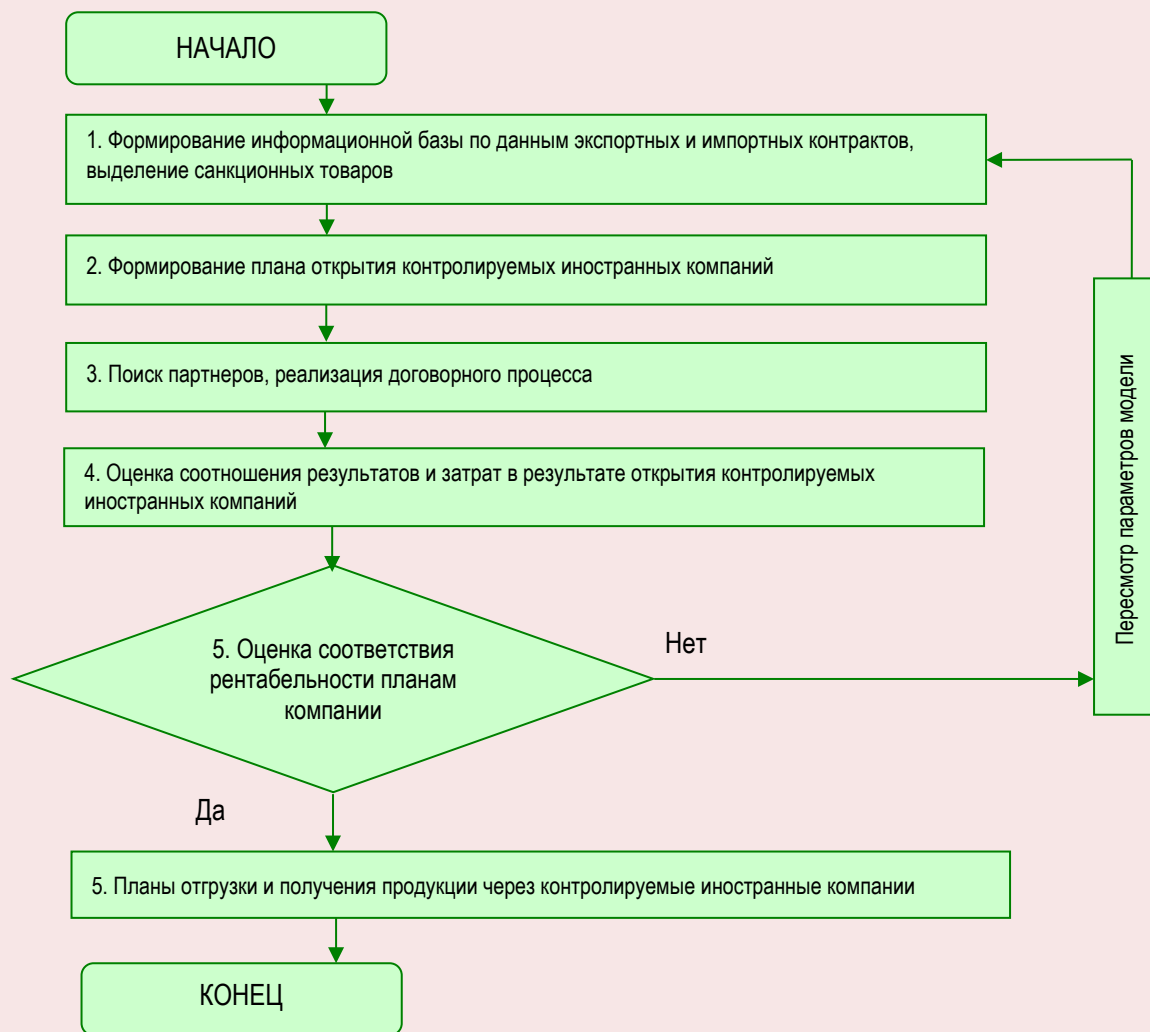 НАЧАЛО
1. Формирование информационной базы по данным экспортных и импортных контрактов,
выделение санкционных товаров
2. Формирование плана открытия контролируемых иностранных компаний
3. Поиск партнеров, реализация договорного процесса
4. Оценка соотношения результатов и затрат в результате открытия контролируемых
иностранных компаний
5. Оценка соответствия
рентабельности планам
компании
Нет
Пересмотр параметров модели
Да
5. Планы отгрузки и получения продукции через контролируемые иностранные компании
КОНЕЦ